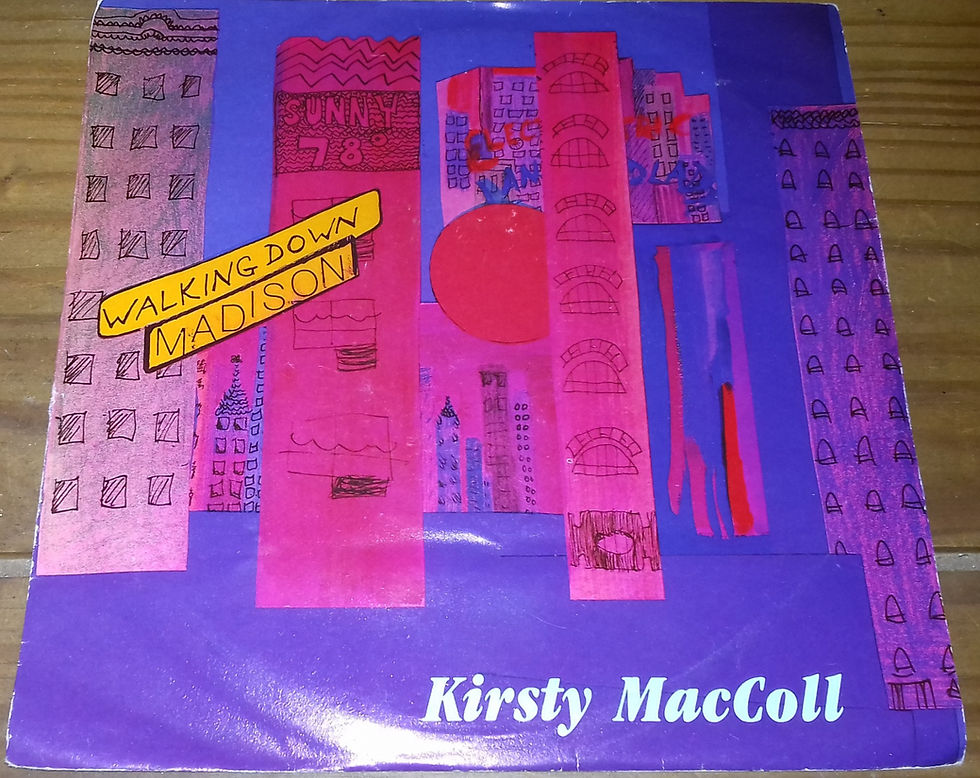 SUNNY
78°
WALKING DOWN
MADISON
Kirsty MacColl